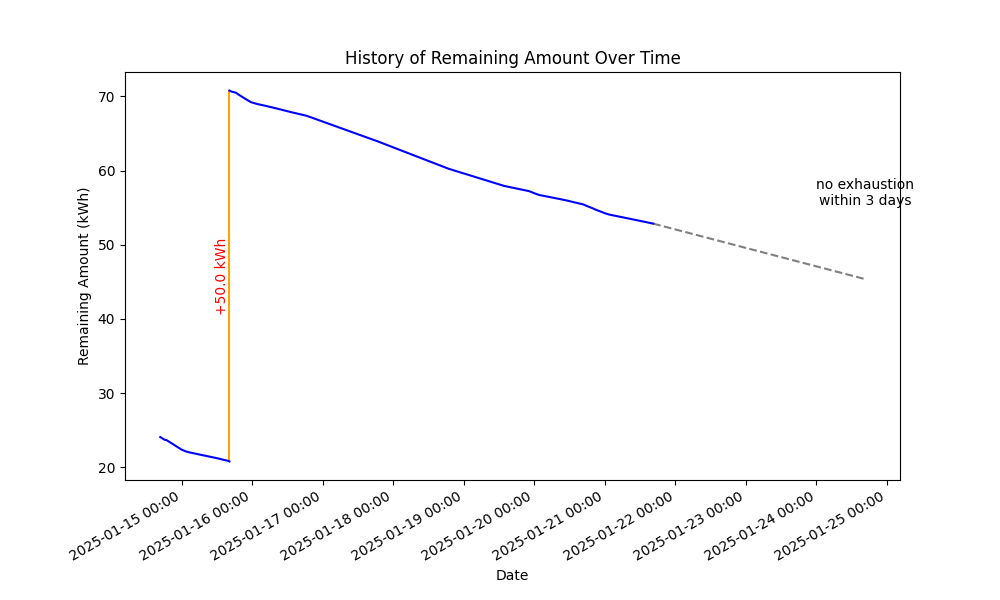 History of Remaining Amount Over Time
Remaining Amount (kWh)
70
60
50
40
30
20
+50.0 kWh
no exhaustion
within 3 days
2025-01-15 00:00
2025-01-16 00:00
2025-01-17 00:00
2025-01-18 00:00
2025-01-19 00:00
2025-01-20 00:00
2025-01-21 00:00
2025-01-22 00:00
2025-01-23 00:00
2025-01-24 00:00
2025-01-25 00:00
Date